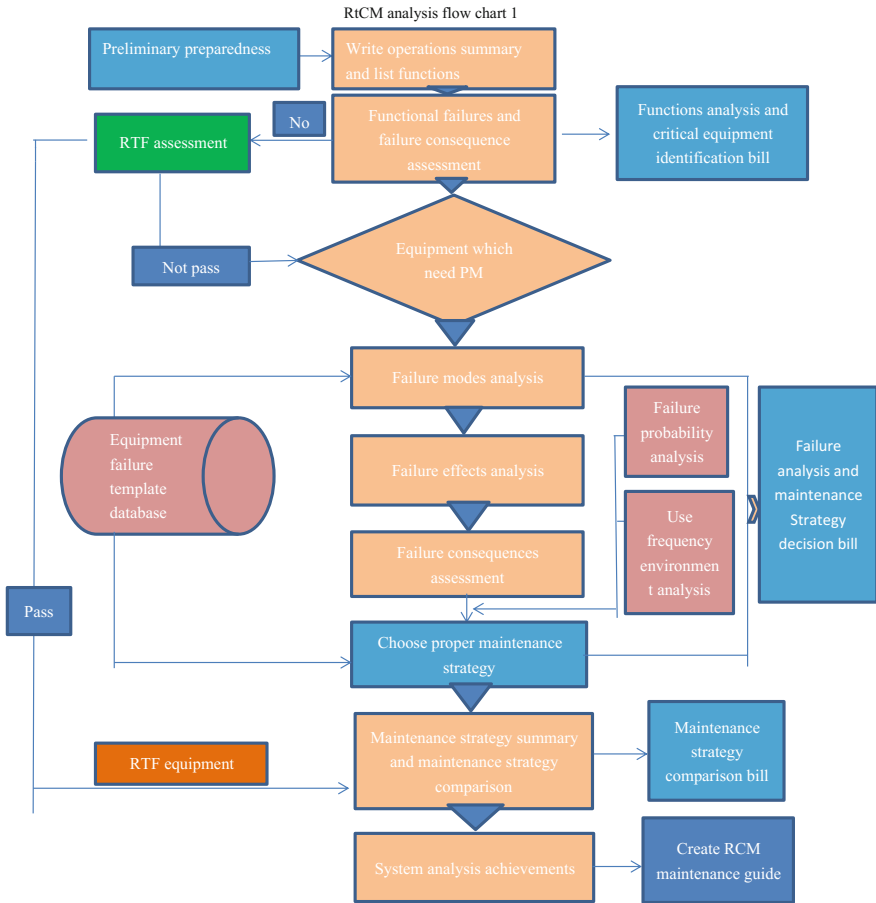 RtCM analysis flow chart 1
Preliminary preparedness
Write operations summary
and list functions
No
Functional failures and
failure consequence
assessment
Functions analysis and
critical equipment
identification bill
RTF assessment
Not pass
Equipment which
need PM
Failure modes analysis
Equipment
failure
template
database
Failure effects analysis
Failure
probability
analysis
Use
frequency
environmen
t analysis
Failure
analysis and
maintenance
Strategy
decision bill
Failure consequences
assessment
Pass
Choose proper maintenance
strategy
RTF equipment
Maintenance strategy summary
and maintenance strategy
comparison
Maintenance
strategy
comparison bill
System analysis achievements
Create RCM
maintenance guide